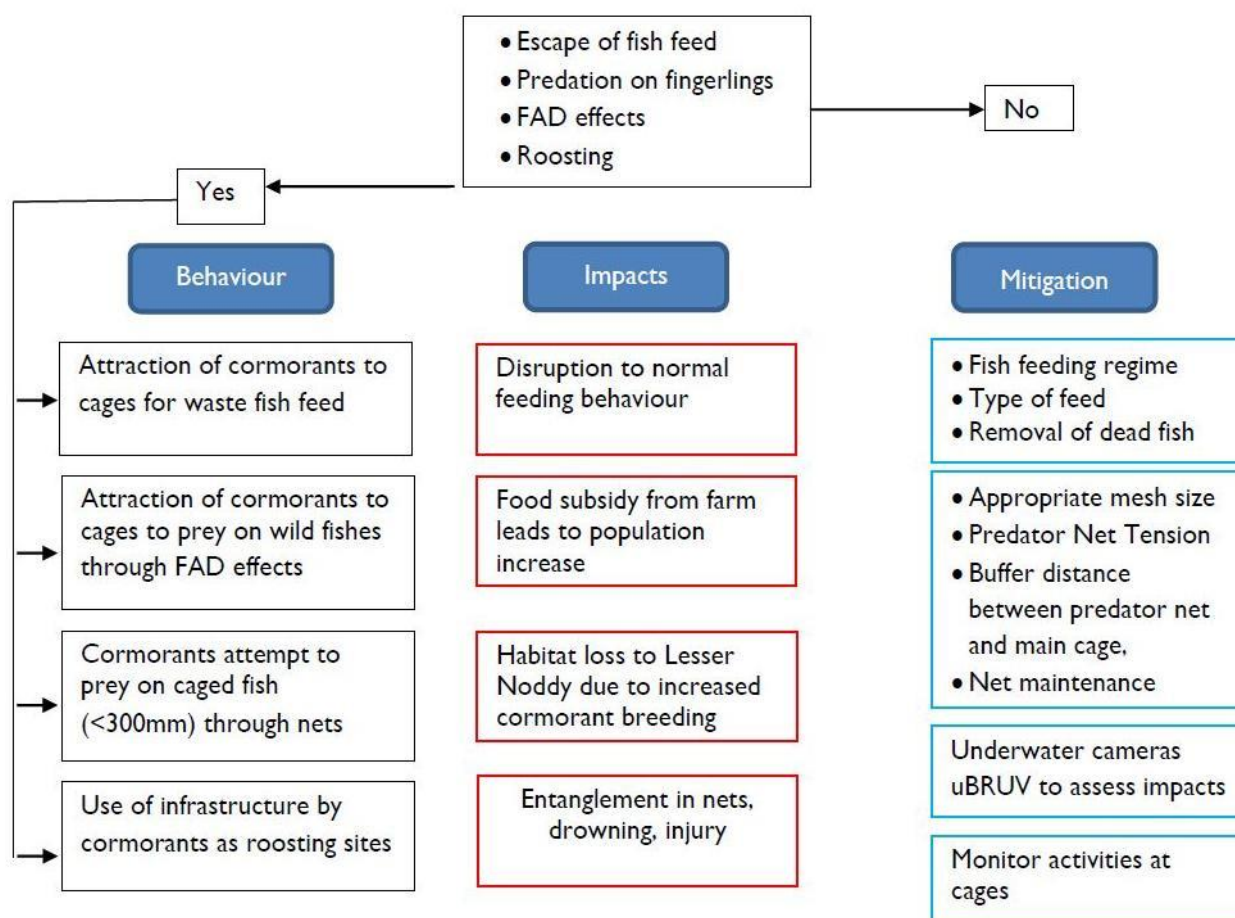 • Escape of fish feed
• Predation on fingerlings
• FAD effects
• Roosting
No
Yes
Behaviour
Impacts
Mitigation
Attraction of cormorants to
cages for waste fish feed
Disruption to normal
feeding behaviour
• Fish feeding regime
• Type of feed
• Removal of dead fish
Attraction of cormorants to
cages to prey on wild fishes
through FAD effects
Food subsidy from farm
leads to population
increase
• Appropriate mesh size
• Predator Net Tension
• Buffer distance
between predator net
and main cage,
• Net maintenance
Cormorants attempt to
prey on caged fish
(<300mm) through nets
Habitat loss to Lesser
Noddy due to increased
cormorant breeding
Underwater cameras
uBRUV to assess impacts
Use of infrastructure by
cormorants as roosting sites
Entanglement in nets,
drowning, injury
Monitor activities at
cages